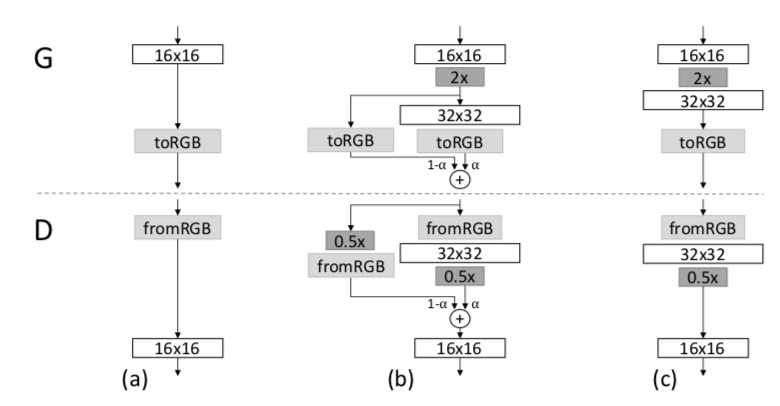 G
16x16
toRGB
16x16
2x
32x32
toRGB toRGB
1-α α
+
16x16
2x
32x32
toRGB
D
fromRGB
16x16
(a)
fromRGB
0.5x
32x32
fromRGB
0.5x
1-α α
+
16x16
(b)
fromRGB
32x32
0.5x
16x16
(c)